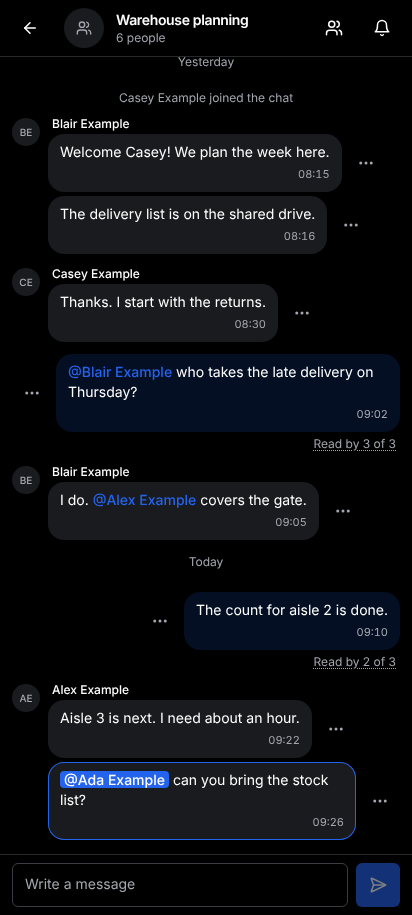 Warehouse planning
6 people
Yesterday
Casey Example joined the chat
Blair Example
BE
Welcome Casey! We plan the week here.
08:15
The delivery list is on the shared drive.
08:16
Casey Example
CE
Thanks. I start with the returns.
08:30
@Blair Example who takes the late delivery on
Thursday?
09:02
Read by 3 of 3
Blair Example
BE
I do. @Alex Example covers the gate.
09:05
Today
The count for aisle 2 is done.
09:10
Read by 2 of 3
Alex Example
AE
Aisle 3 is next. I need about an hour.
09:22
@Ada Example can you bring the stock
list?
09:26
Write a message